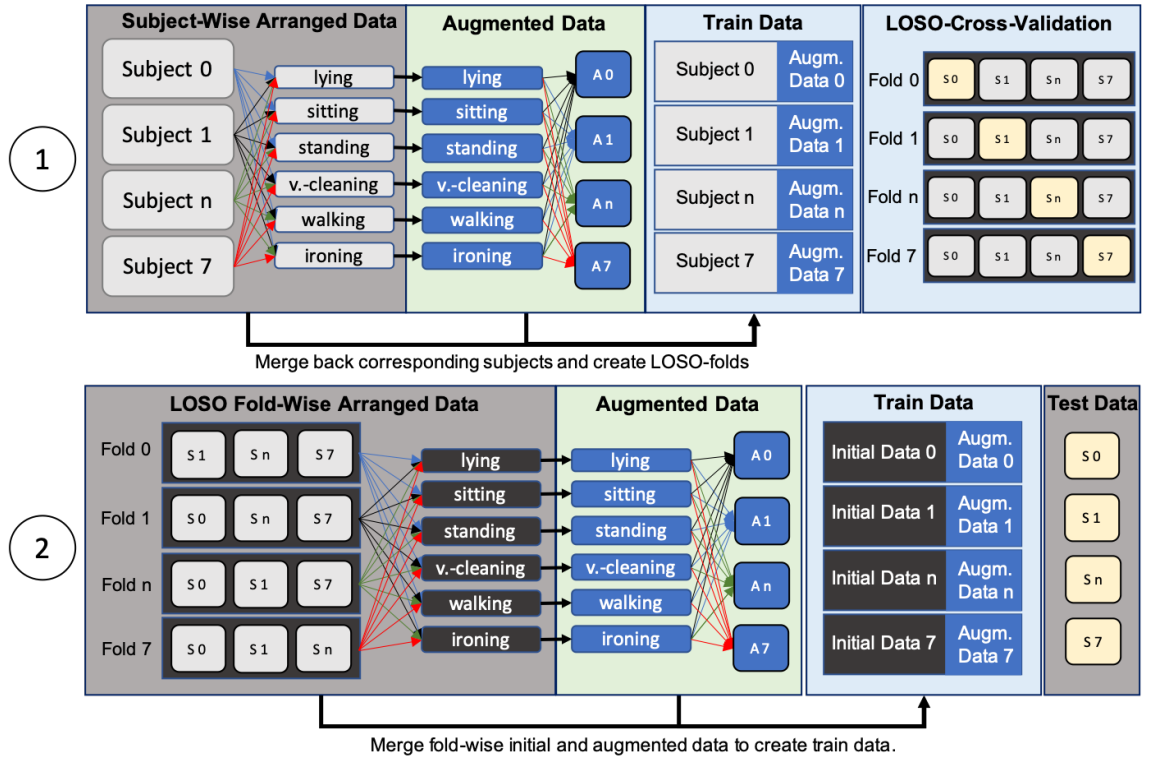 Subject-Wise Arranged Data
Augmented Data
Train Data
LOSO-Cross-Validation
1
Subject 0
Subject 1
Subject n
Subject 7
lying
sitting
standing
v.-cleaning
walking
ironing
lying
sitting
standing
v.-cleaning
walking
ironing
A 0
A 1
A n
A 7
Subject 0
Augm.
Data 0
Subject 1
Augm.
Data 1
Subject n
Augm.
Data n
Subject 7
Augm.
Data 7
Fold 0 S 0 S 1 S n S 7
Fold 1 S 0 S 1 S n S 7
Fold n S 0 S 1 S n S 7
Fold 7 S 0 S 1 S n S 7
Merge back corresponding subjects and create LOSO-folds
LOSO Fold-Wise Arranged Data
Augmented Data
Train Data
Test Data
2
Fold 0 S 1 S n S 7
Fold 1 S 0 S n S 7
Fold n S 0 S 1 S 7
Fold 7 S 0 S 1 S n
lying
sitting
standing
v.-cleaning
walking
ironing
lying
sitting
standing
v.-cleaning
walking
ironing
A 0
A 1
A n
A 7
Initial Data 0
Augm.
Data 0
Initial Data 1
Augm.
Data 1
Initial Data n
Augm.
Data n
Initial Data 7
Augm.
Data 7
S 0
S 1
S n
S 7
Merge fold-wise initial and augmented data to create train data.